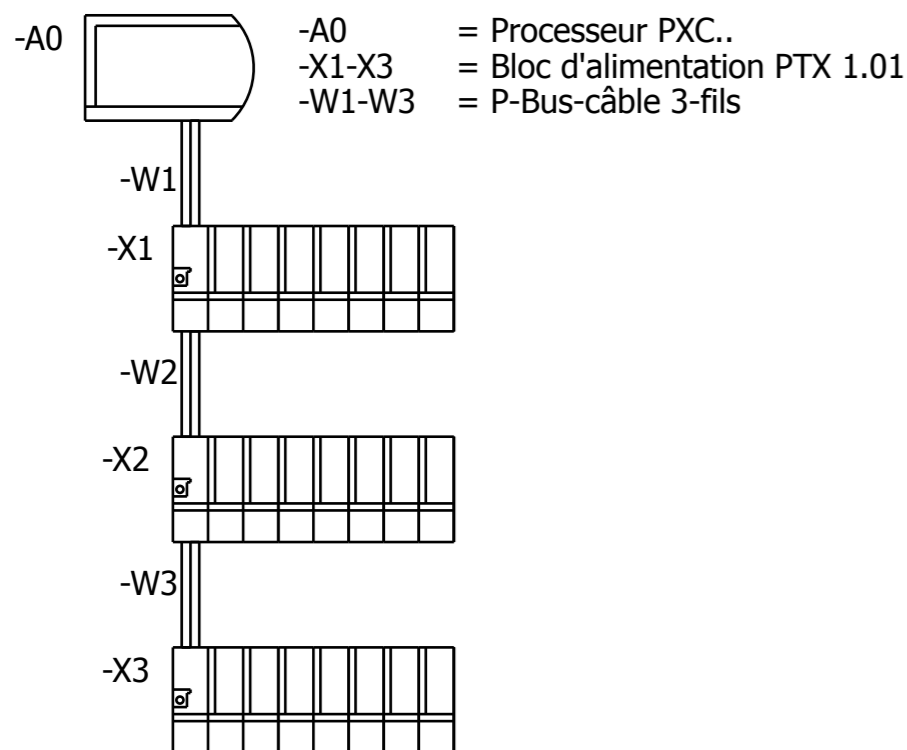 -A0
-A0 = Processeur PXC..
-X1-X3 = Bloc d'alimentation PTX 1.01
-W1-W3 = P-Bus-câble 3-fils
-W1
-X1
-W2
-X2
-W3
-X3